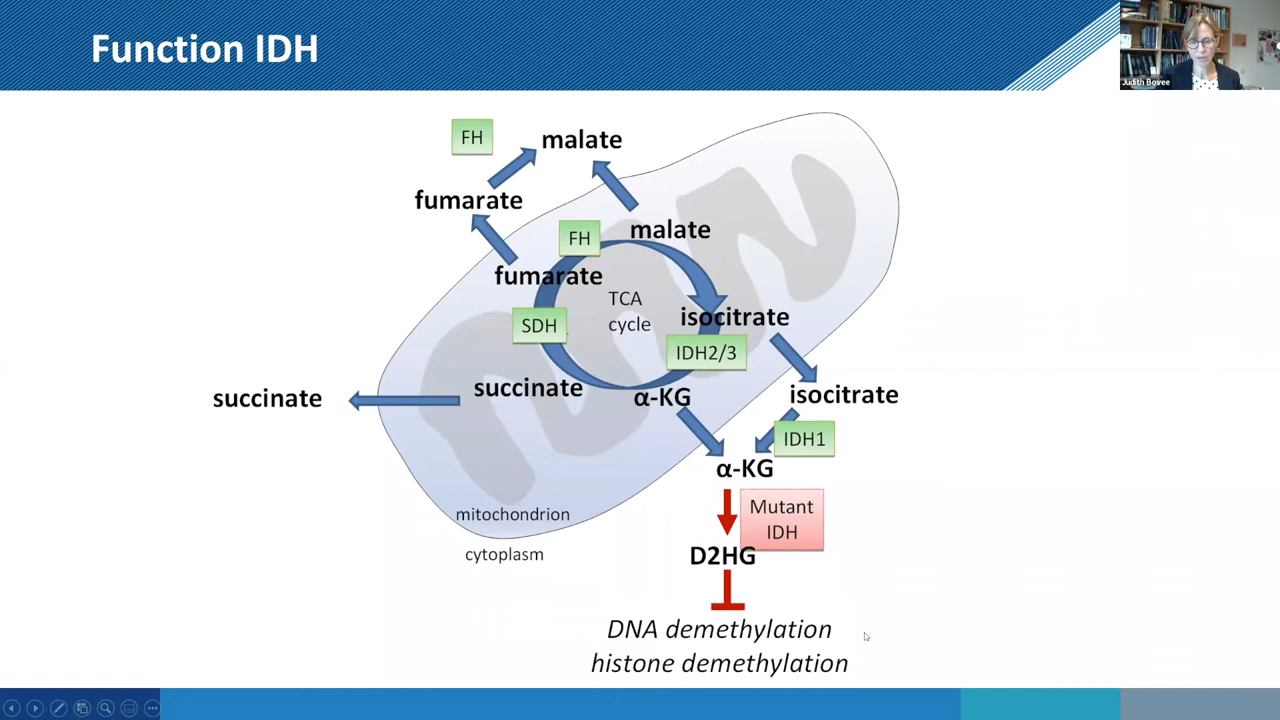 Function IDH
Judith Bovee
FH
malate
fumarate
FH
malate
fumarate
TCA
cycle
isocitrate
SDH
IDH2/3
succinate
succinate
α-KG
isocitrate
IDH1
α-KG
mitochondrion
Mutant
IDH
cytoplasm
D2HG
DNA demethylation
histone demethylation